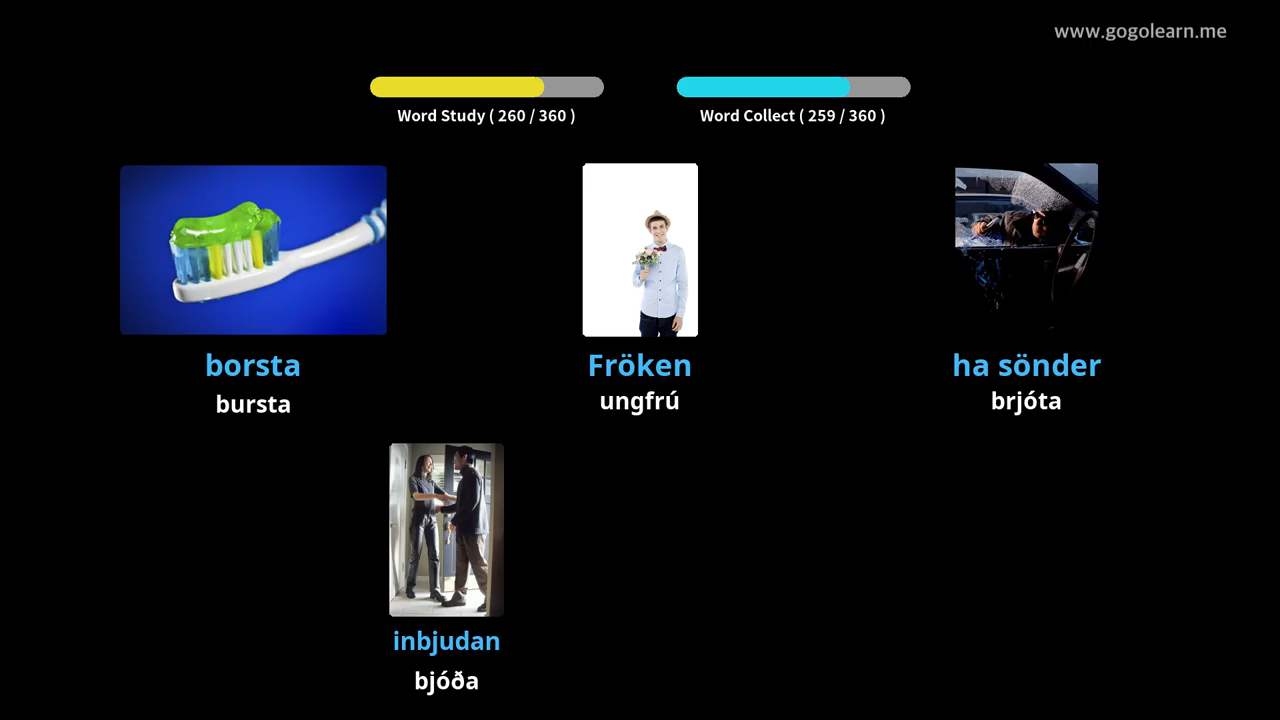 www.gogolearn.me
Word Study ( 260 / 360 )
Word Collect ( 259 / 360 )
borsta
Fröken
ha sönder
bursta
ungfrú
brjóta
inbjudan
bjóða